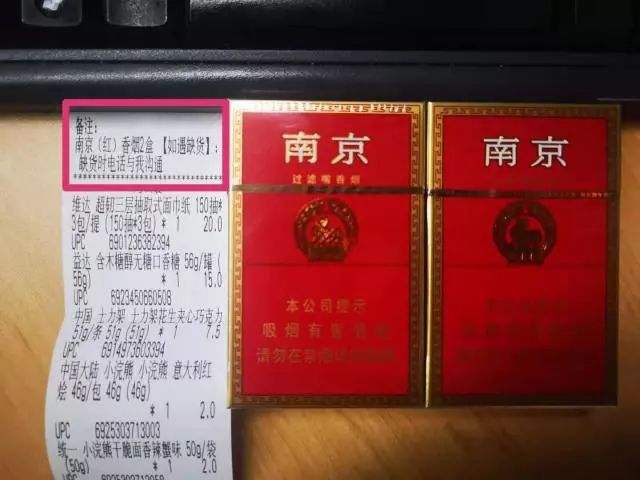 备注：
南京（红）香烟2盒 【如遇缺货】：
缺货时电话与我沟通
***********************************
维达 超韧三层抽取式面巾纸 150抽*
3包/提（150抽*3包） * 1 20.0
UPC 6901236382394
益达 含木糖醇无糖口香糖 56g/罐（
56g） * 1 15.0
UPC 6923450660508
中国 士力架 士力架花生夹心巧克力
51g/条 51g (51g) * 1 7.5
UPC 6914973603394
中国大陆 小浣熊 小浣熊 意大利红
烩 46g/包 46g (46g)
* 1 2.0
UPC 6925303713003
统一 小浣熊干脆面香辣蟹味 50g/袋
(50g) * 1 2.0
南京
过滤嘴香烟
本公司提示
吸烟有害健康
请勿在禁烟场所吸烟
南京